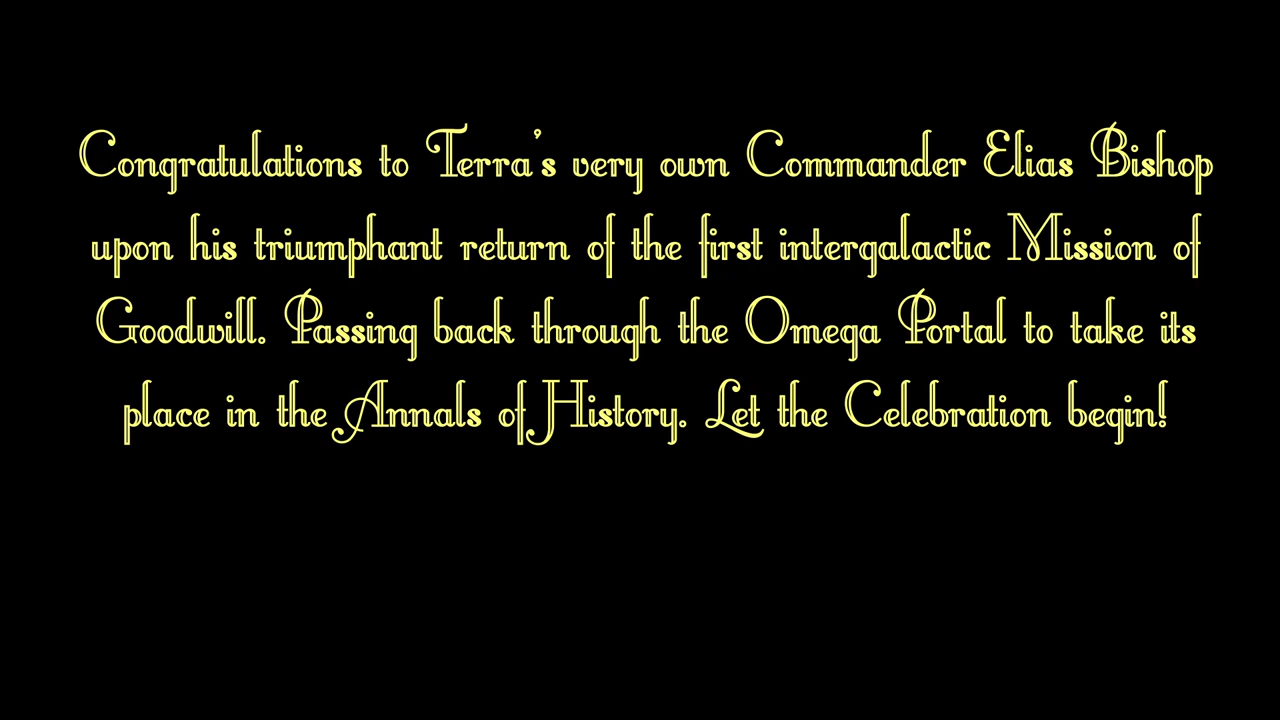 Congratulations to Terra's very own Commander Elias Bishop
upon his triumphant return of the first intergalactic Mission of
Goodwill. Passing back through the Omega Portal to take its
place in the Annals of History. Let the Celebration begin!